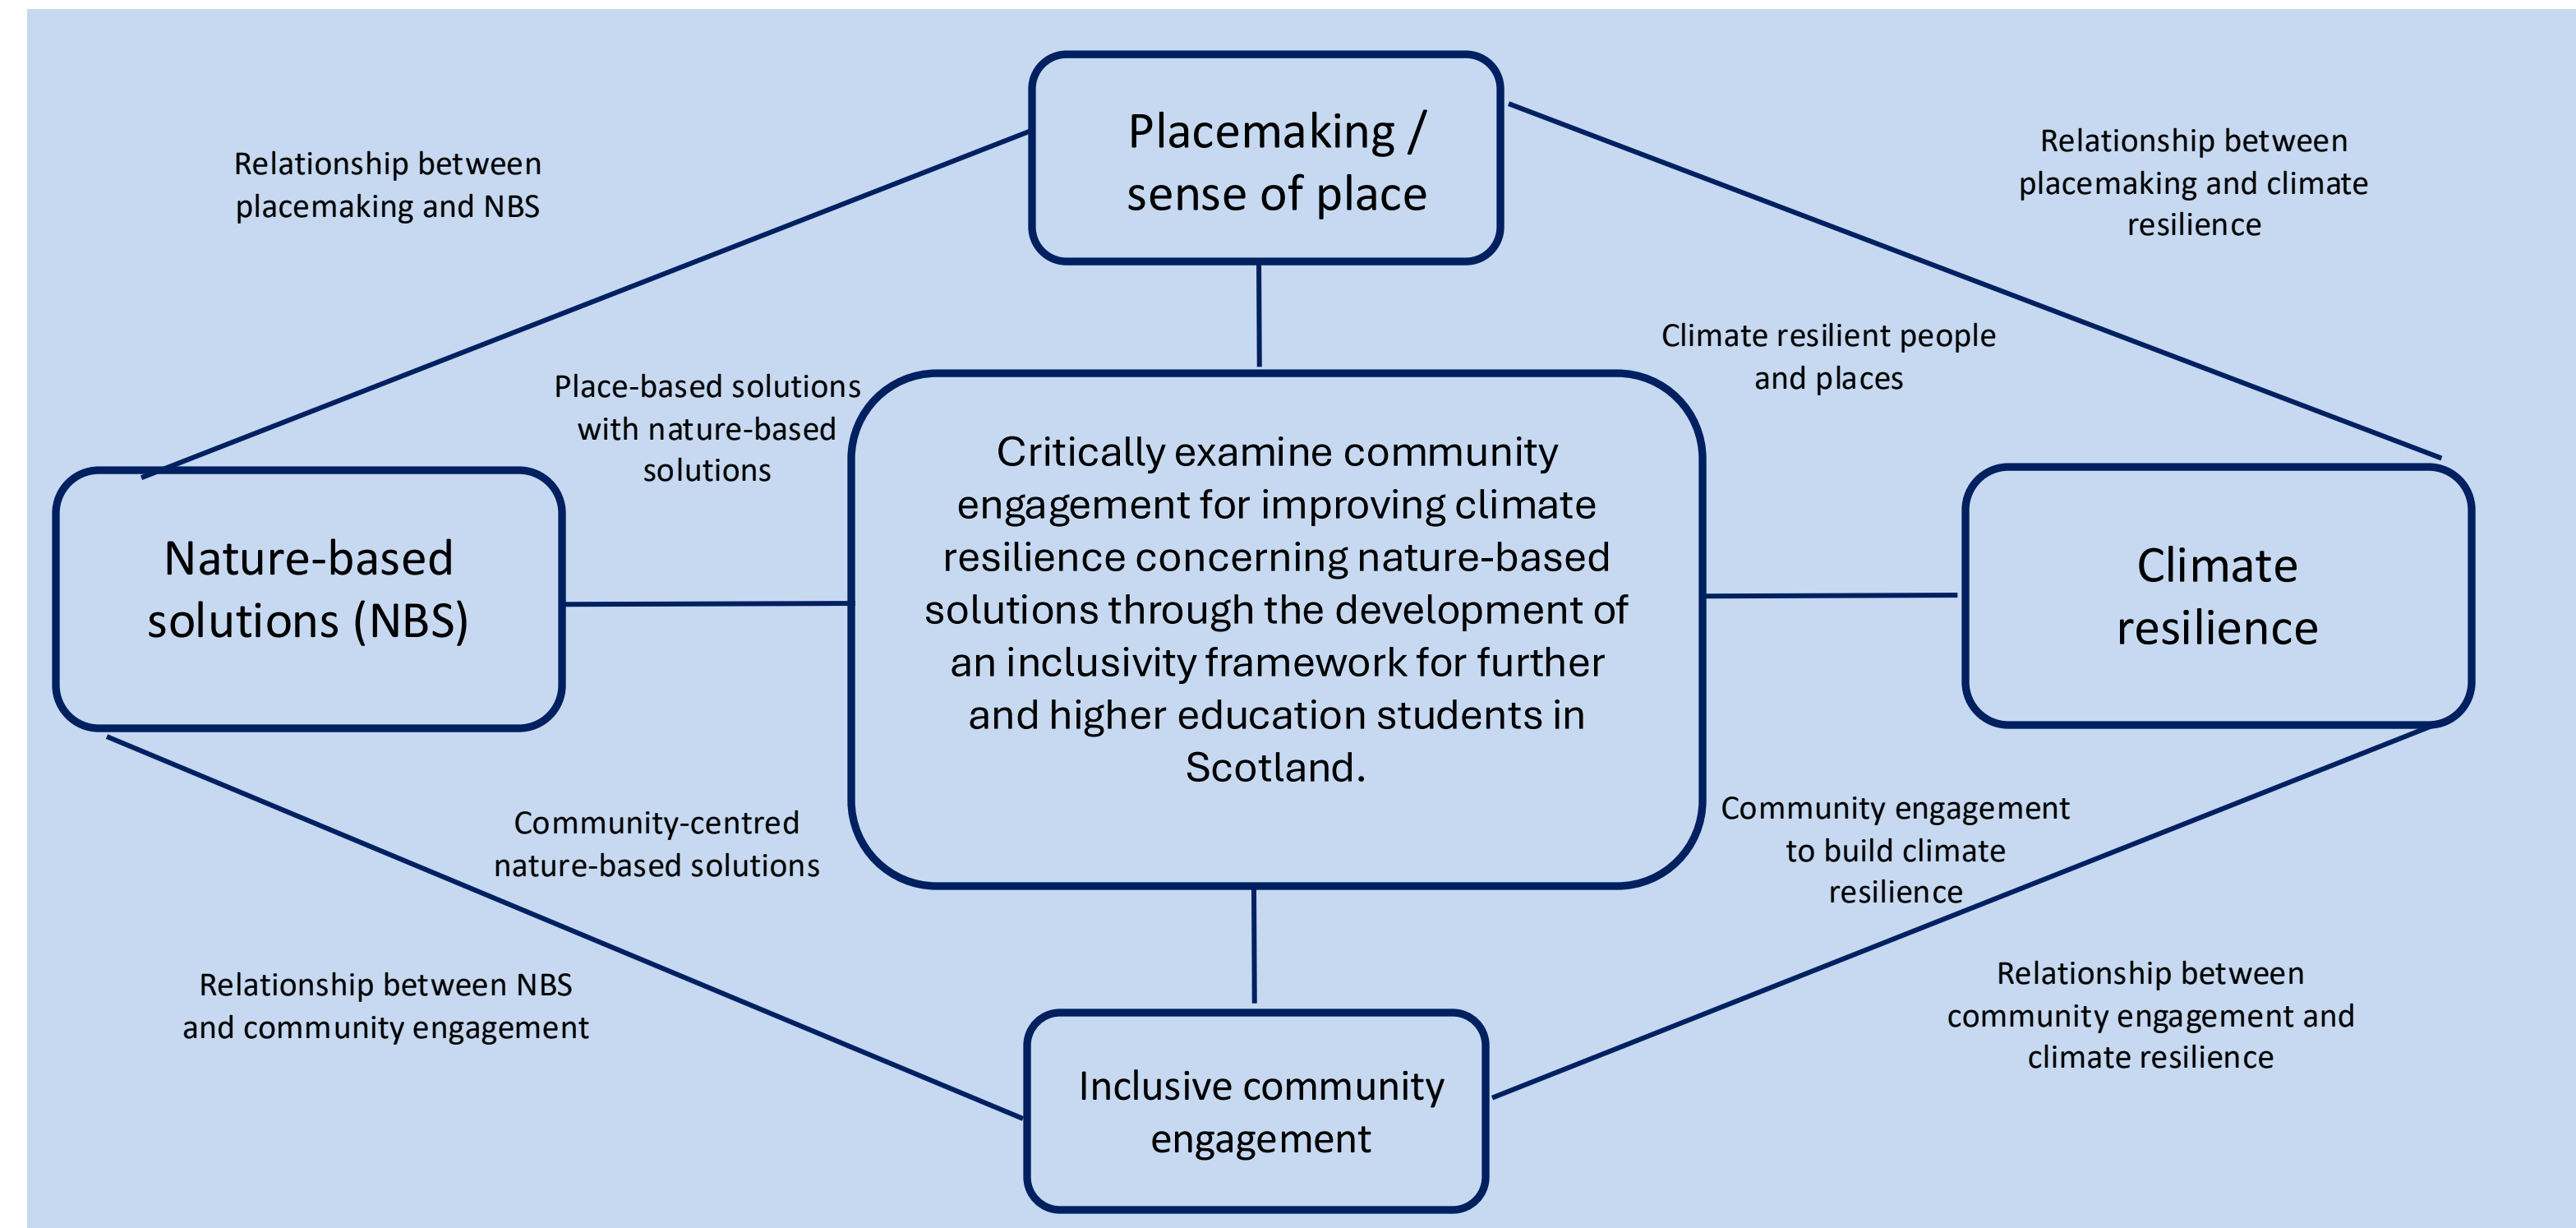 Placemaking /
sense of place
Relationship between
placemaking and NBS
Relationship between
placemaking and climate
resilience
Climate resilient people
and places
Place-based solutions
with nature-based
solutions
Nature-based
solutions (NBS)
Critically examine community
engagement for improving climate
resilience concerning nature-based
solutions through the development of
an inclusivity framework for further
and higher education students in
Scotland.
Climate
resilience
Community-centred
nature-based solutions
Community engagement
to build climate
resilience
Relationship between NBS
and community engagement
Relationship between
community engagement and
climate resilience
Inclusive community
engagement